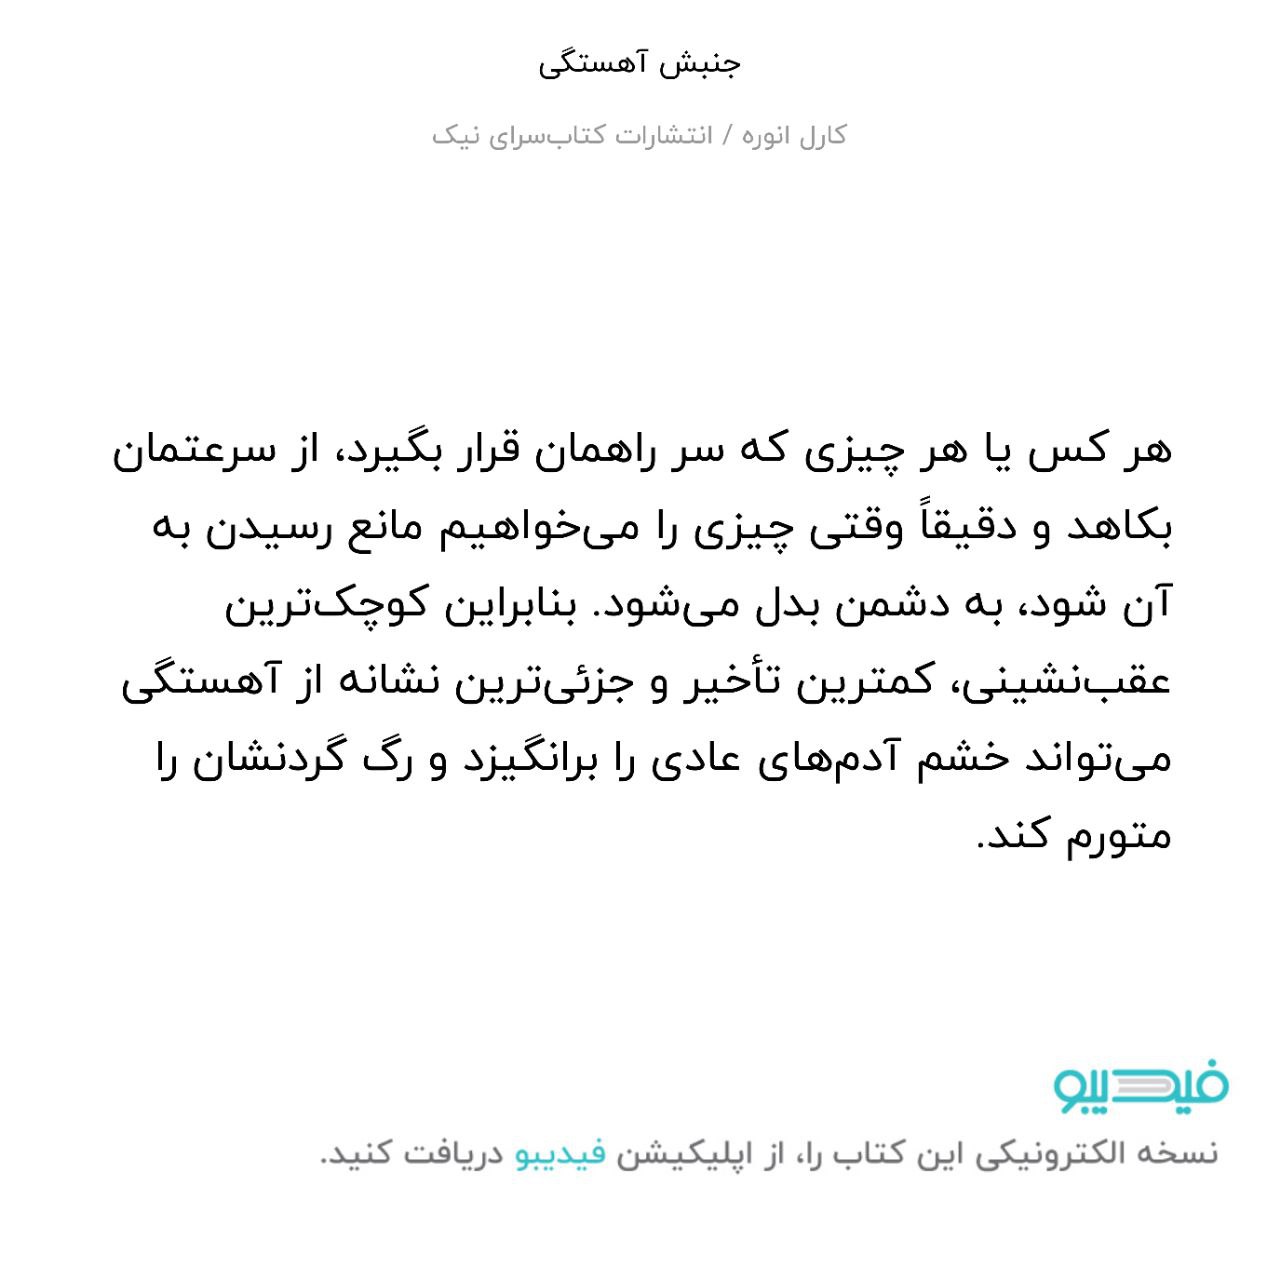 جنبش آهستگی
کارل انوره / انتشارات کتاب‌سرای نیک
هر کس یا هر چیزی که سر راهمان قرار بگیرد، از سرعتمان
بکاهد و دقیقاً وقتی چیزی را می‌خواهیم مانع رسیدن به
آن شود، به دشمن بدل می‌شود. بنابراین کوچک‌ترین
عقب‌نشینی، کمترین تأخیر و جزئی‌ترین نشانه از آهستگی
می‌تواند خشم آدم‌های عادی را برانگیزد و رگ گردنشان را
متورم کند.
فیدیبو
نسخه الکترونیکی این کتاب را، از اپلیکیشن فیدیبو دریافت کنید.